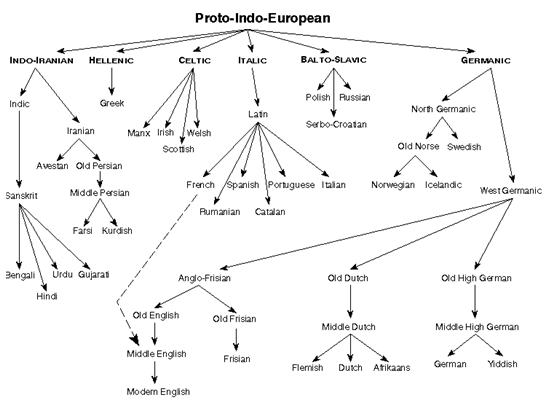 Proto-Indo-European
INDO-IRANIAN HELLENIC CELTIC ITALIC BALTO-SLAVIC GERMANIC
Indic Greek Polish Russian
North Germanic
Iranian Manx Irish Welsh Latin Serbo-Croatian
Scottish Old Norse Swedish
Avestan Old Persian
Sanskrit Middle Persian French Spanish Portuguese Italian Norwegian Icelandic West Germanic
Rumanian Catalan
Farsi Kurdish
Bengali Urdu Gujarati Anglo-Frisian Old Dutch Old High German
Hindi
Old English Old Frisian
Middle English Middle Dutch Middle High German
Frisian
Flemish Dutch Afrikaans German Yiddish
Modern English